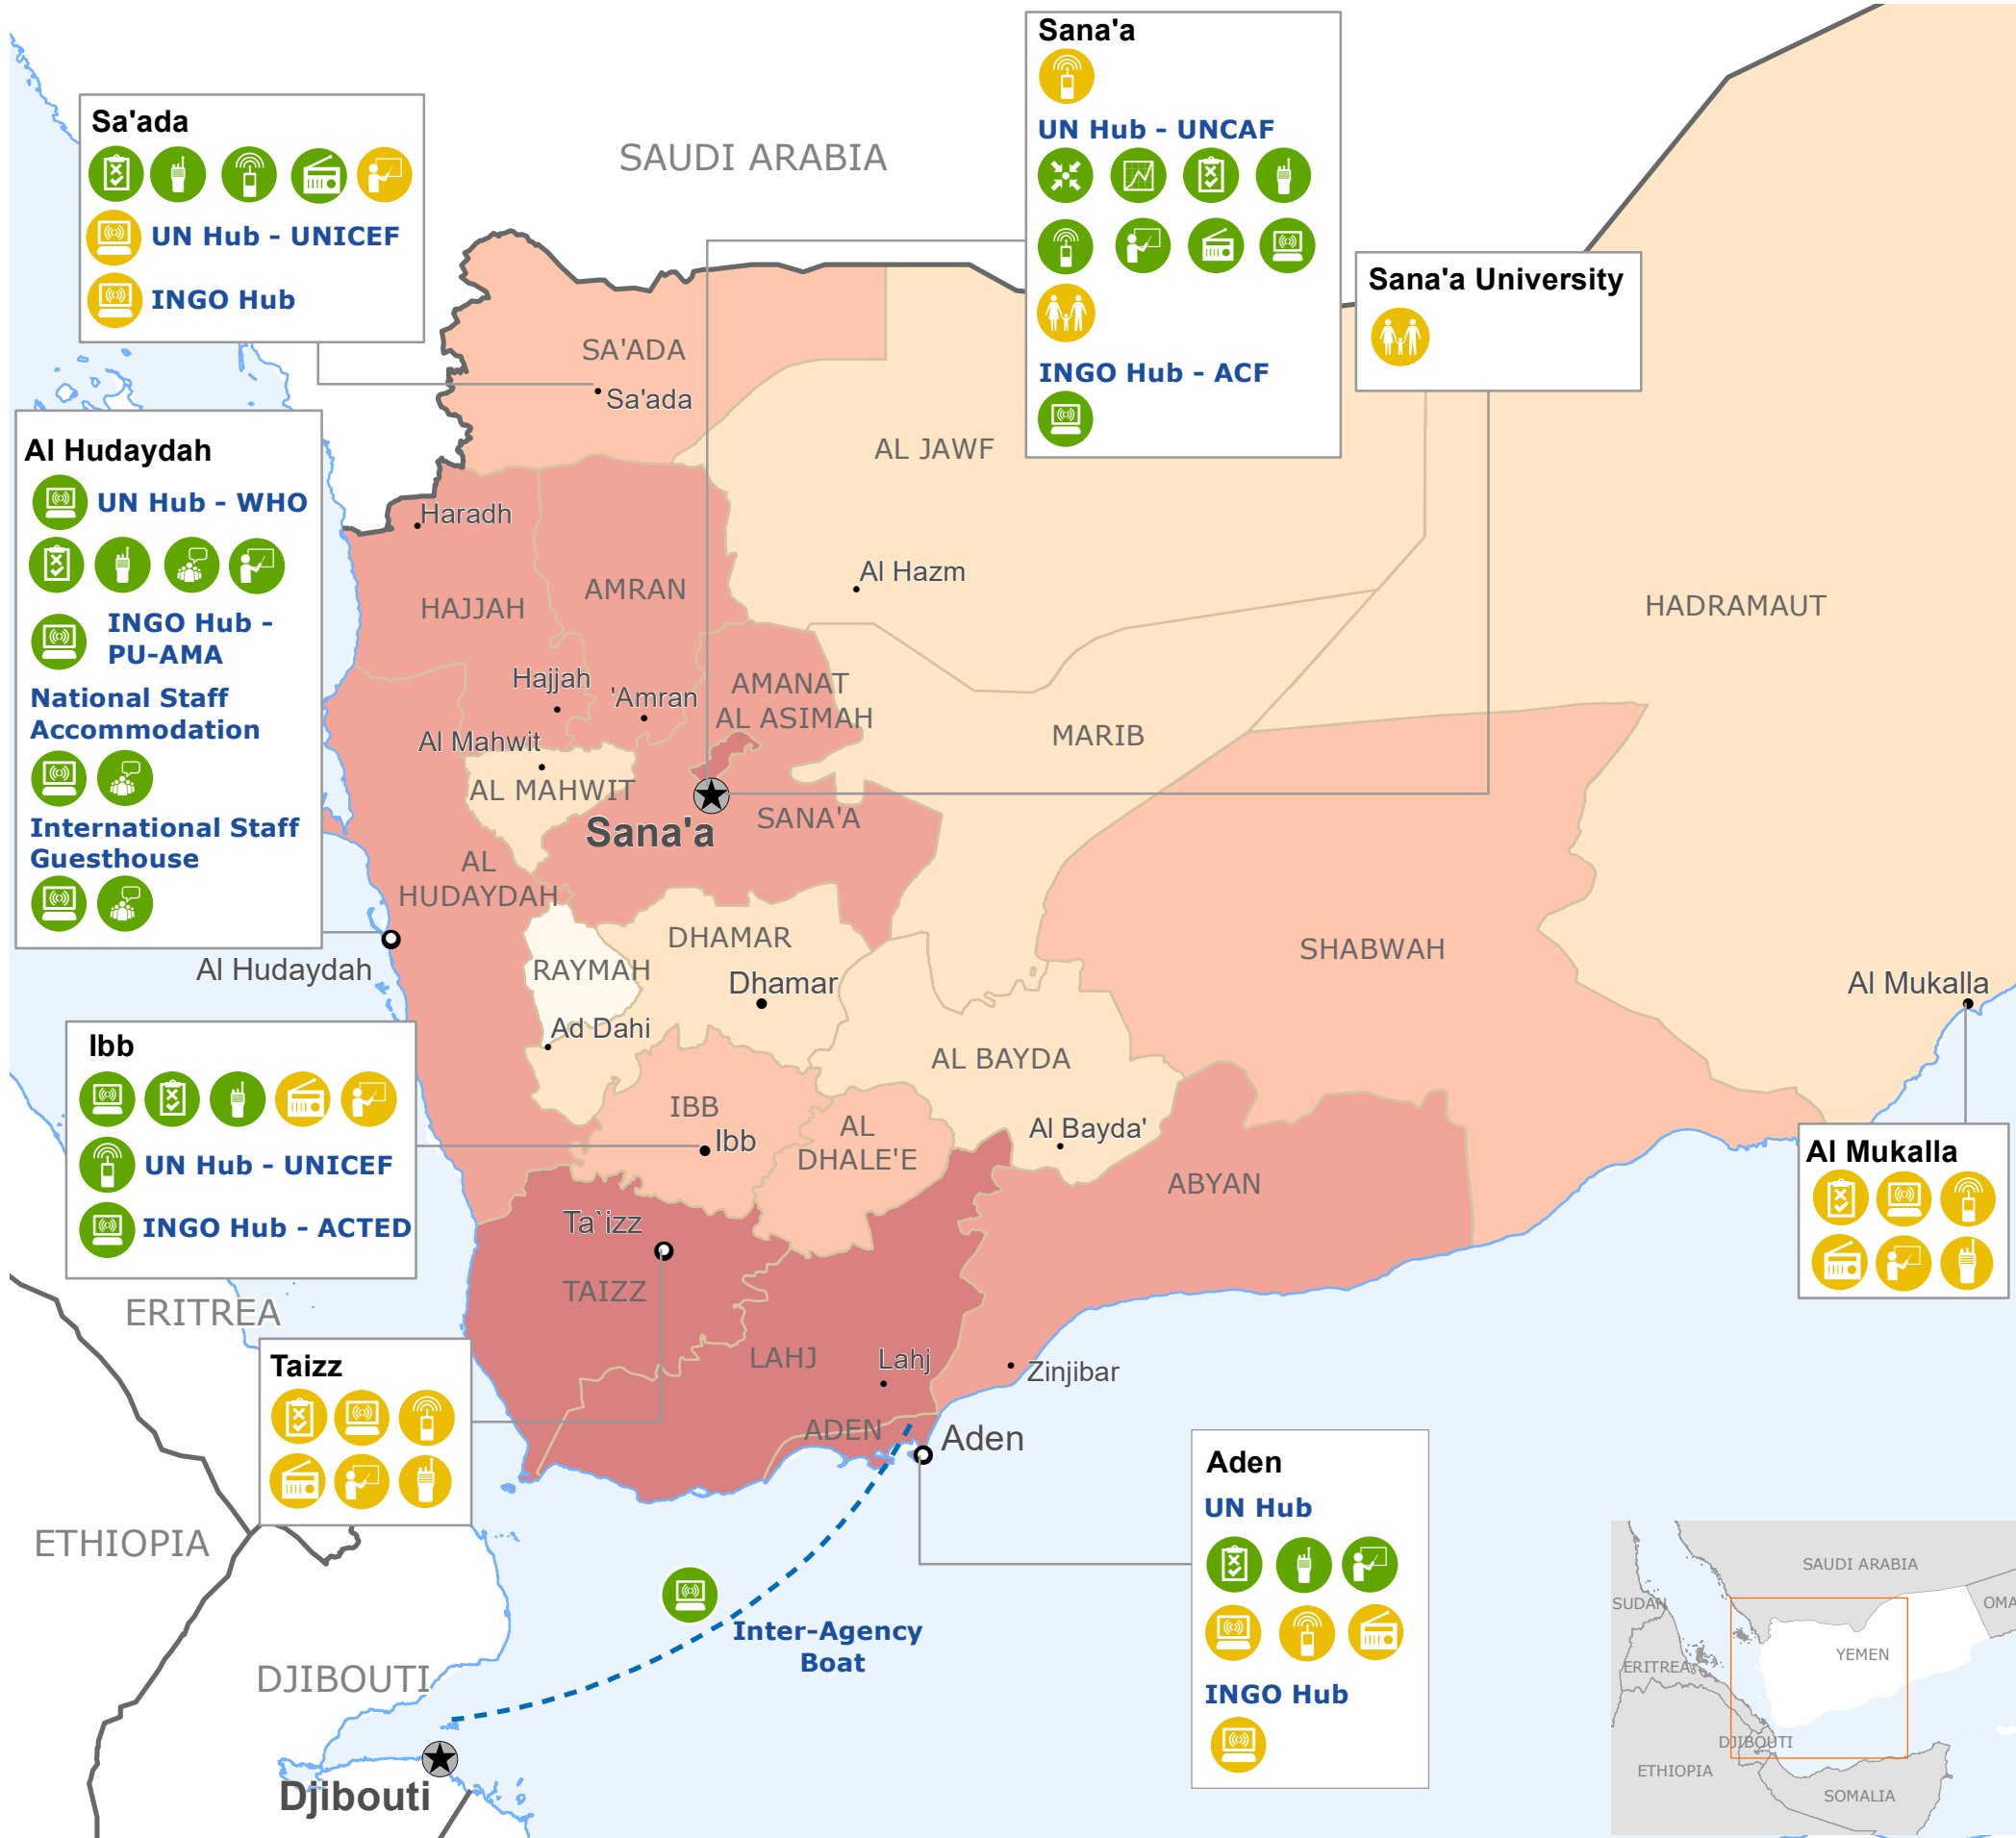 Sana'a
UN Hub - UNCAF
INGO Hub - ACF
Sa'ada
UN Hub - UNICEF
INGO Hub
SAUDI ARABIA
Sana'a University
SA'ADA
Sa'ada
Al Hudaydah
UN Hub - WHO
INGO Hub -
PU-AMA
National Staff
Accommodation
International Staff
Guesthouse
AL JAWF
Haradh
Al Hazm
HAJJAH
AMRAN
HADRAMAUT
Hajjah
'Amran
AMANAT
AL ASIMAH
MARIB
Al Mahwit
AL MAHWIT
Sana'a
SANA'A
AL
HUDAYDAH
DHAMAR
SHABWAH
RAYMAH
Dhamar
Al Hudaydah
Al Mukalla
Ad Dahi
AL BAYDA
Ibb
UN Hub - UNICEF
INGO Hub - ACTED
IBB
Ibb
AL
DHALE'E
Al Bayda'
ABYAN
Al Mukalla
Ta`izz
TAIZZ
ERITREA
Taizz
LAHJ
Lahj
Zinjibar
ADEN
Aden
Aden
UN Hub
INGO Hub
ETHIOPIA
Inter-Agency
Boat
DJIBOUTI
Djibouti
SAUDI ARABIA
SUDAN
OMA
YEMEN
ERITREA
DJIBOUTI
ETHIOPIA
SOMALIA